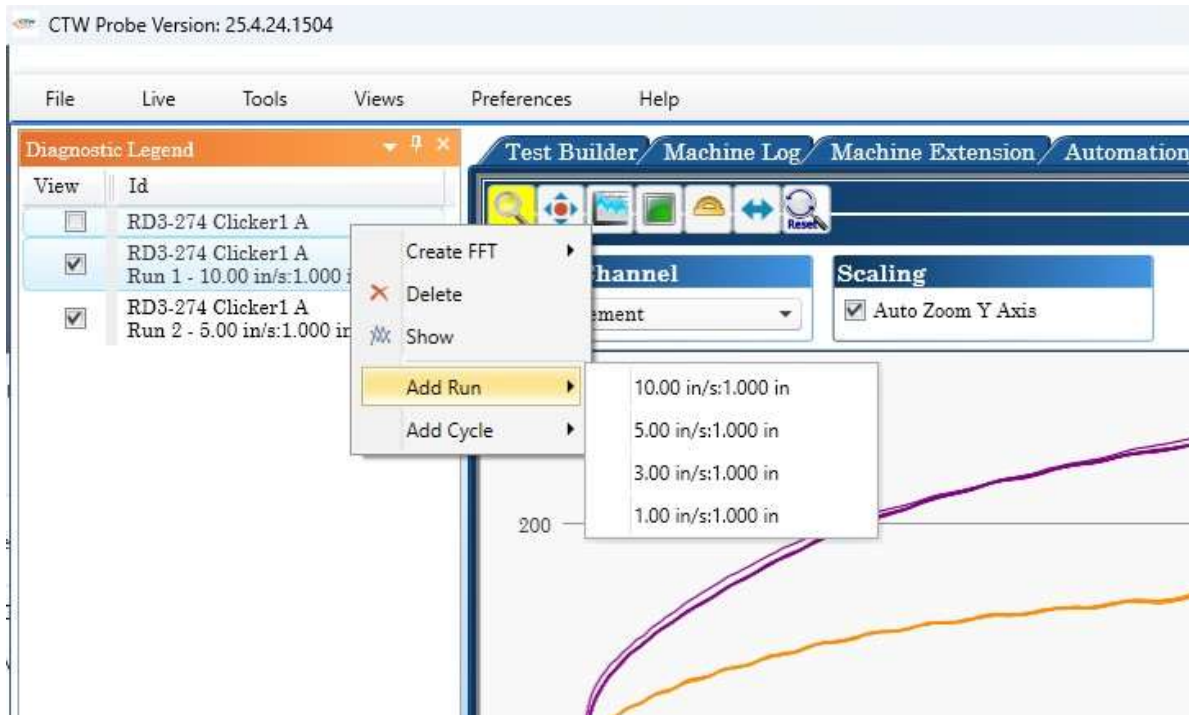 CTW Probe Version: 25.4.24.1504
File Live Tools Views Preferences Help
Diagnostic Legend
Test Builder Machine Log Machine Extension Automation
View Id
RD3-274 Clicker1 A
Reset
RD3-274 Clicker1 A
Run 1 - 10.00 in/s:1.000
RD3-274 Clicker1 A
Run 2 - 5.00 in/s:1.000 in
Create FFT
Delete
Show
Add Run
Add Cycle
10.00 in/s:1.000 in
5.00 in/s:1.000 in
3.00 in/s:1.000 in
1.00 in/s:1.000 in
hannel
ement
Scaling
Auto Zoom Y Axis
200